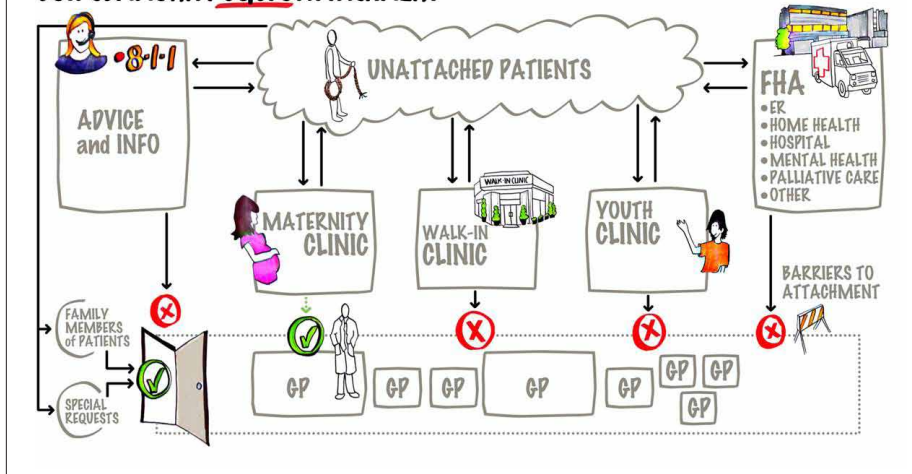 •8-1-1
ADVICE
and INFO
UNATTACHED PATIENTS
FHA
•ER
•HOME HEALTH
•HOSPITAL
•MENTAL HEALTH
•PALLIATIVE CARE
•OTHER
MATERNITY
CLINIC
WALK-IN CLINIC
WALK-IN
CLINIC
YOUTH
CLINIC
BARRIERS TO
ATTACHMENT
FAMILY
MEMBERS
of PATIENTS
SPECIAL
REQUESTS
GP
GP
GP
GP
GP
GP
GP
GP